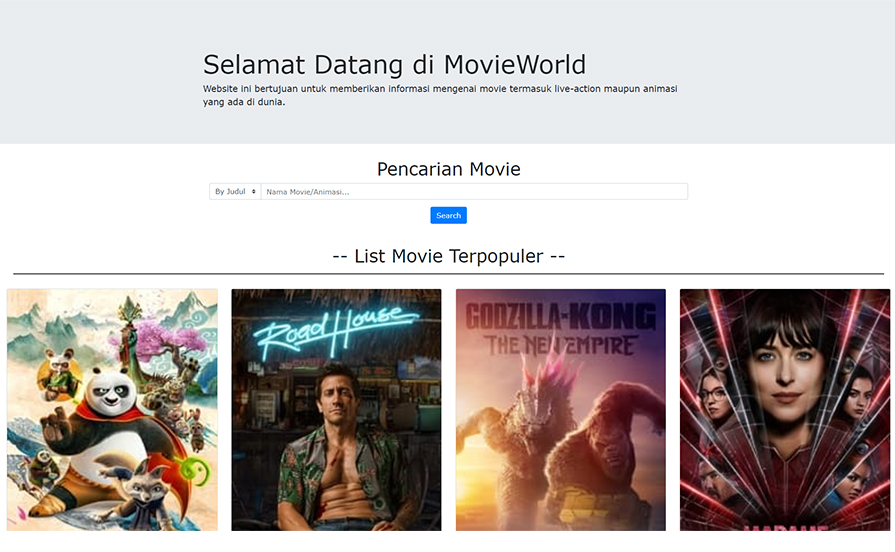 Selamat Datang di MovieWorld
Website ini bertujuan untuk memberikan informasi mengenai movie termasuk live-action maupun animasi
yang ada di dunia.
Pencarian Movie
By Judul Nama Movie/Animasi...
Search
-- List Movie Terpopuler --
Road House
GODZILLA x KONG
THE NEW EMPIRE
MADAME